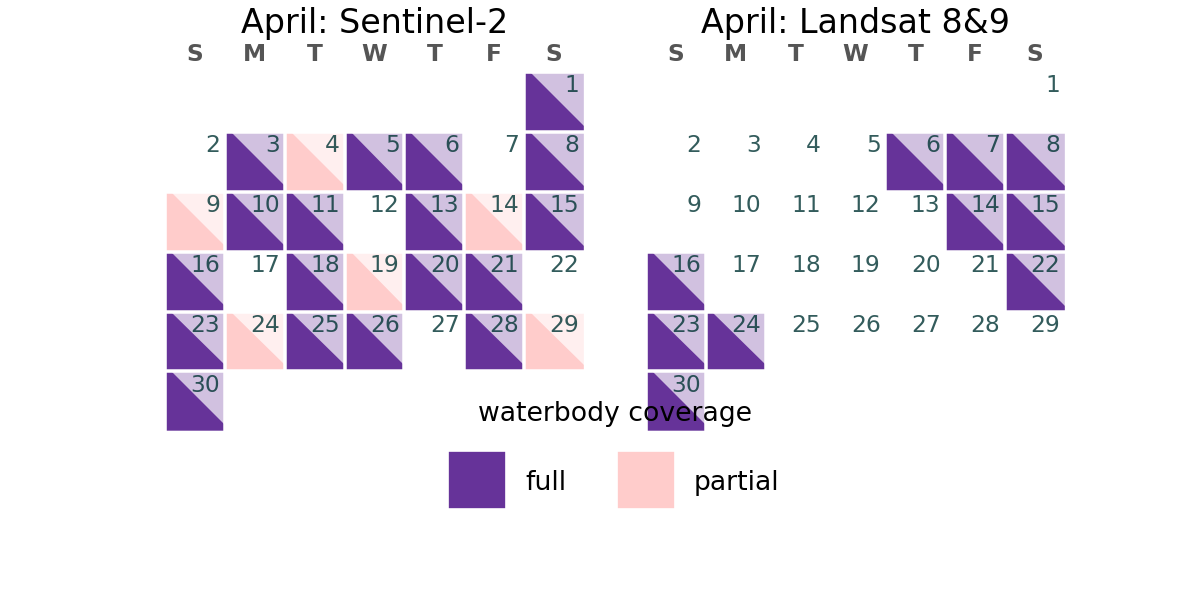 April: Sentinel-2
S M T W T F S
1
2 3 4 5 6 7 8
9 10 11 12 13 14 15
16 17 18 19 20 21 22
23 24 25 26 27 28 29
30
April: Landsat 8&9
S M T W T F S
1
2 3 4 5 6 7 8
9 10 11 12 13 14 15
16 17 18 19 20 21 22
23 24 25 26 27 28 29
30
waterbody coverage
full partial